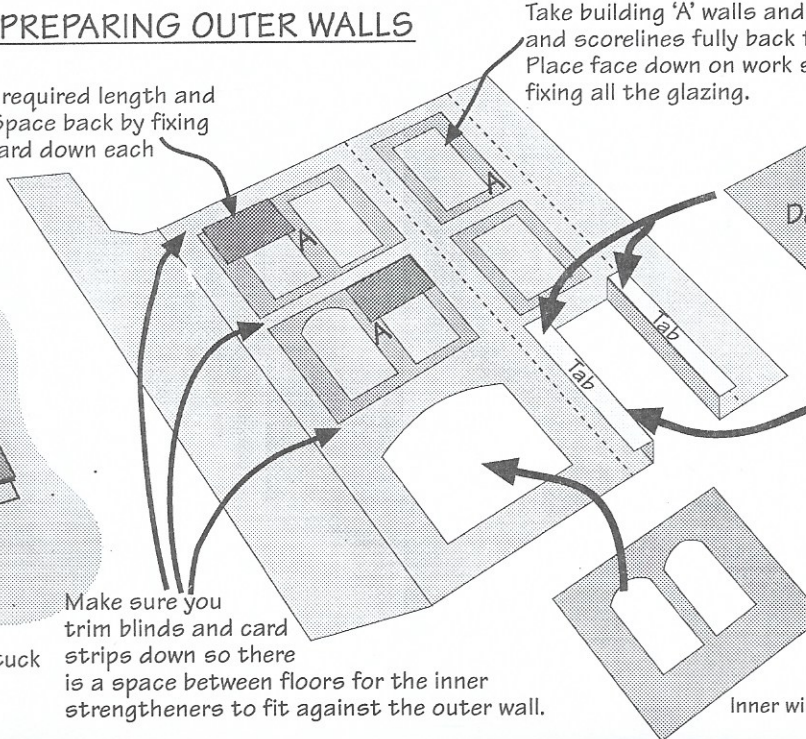 PREPARING OUTER WALLS
Take building ‘A’ walls and
and scorelines fully back
Place face down on work
fixing all the glazing.
required length and
Space back by fixing
down each
A
A
A
A
Tab
Tab
Make sure you
trim blinds and card
strips down so there
is a space between floors for the inner
strengtheners to fit against the outer wall.
Inner